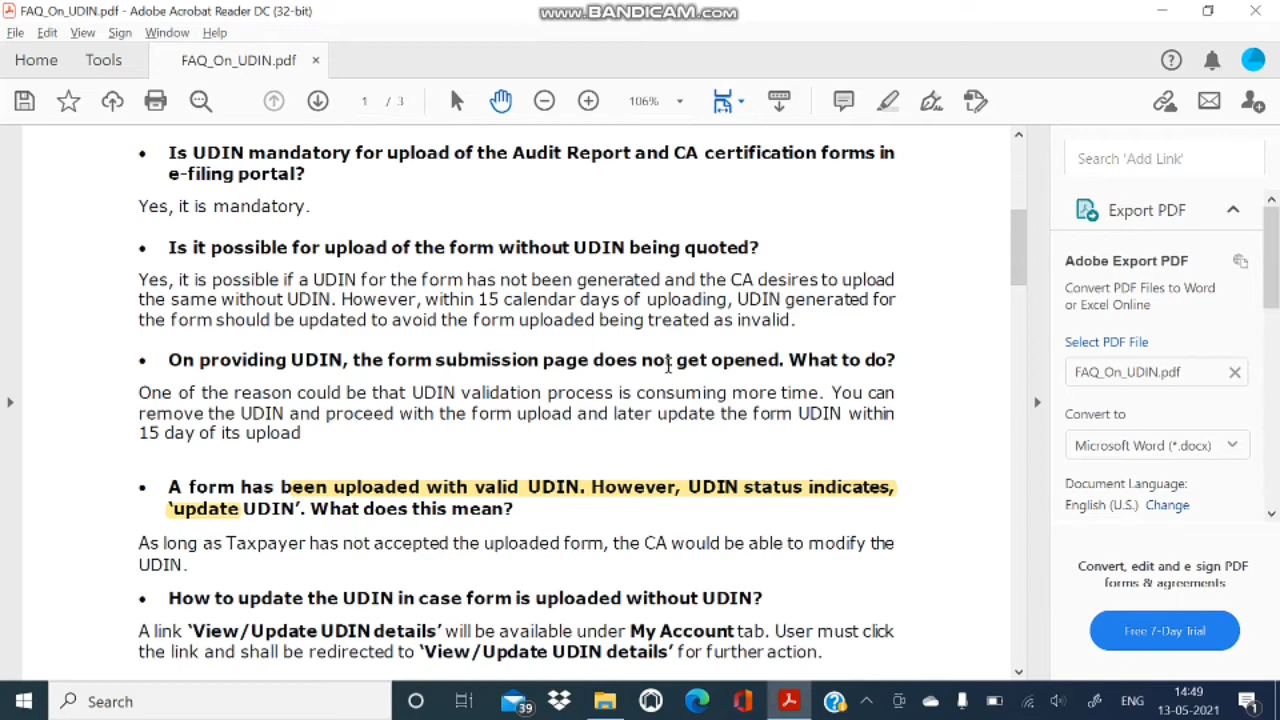 FAQ_On_UDIN.pdf - Adobe Acrobat Reader DC (32-bit)
www.BANDICAM.com
File Edit View Sign Window Help
Home Tools FAQ_On_UDIN.pdf ×
1 / 3 106%
• Is UDIN mandatory for upload of the Audit Report and CA certification forms in
e-filing portal?
Yes, it is mandatory.
• Is it possible for upload of the form without UDIN being quoted?
Yes, it is possible if a UDIN for the form has not been generated and the CA desires to upload
the same without UDIN. However, within 15 calendar days of uploading, UDIN generated for
the form should be updated to avoid the form uploaded being treated as invalid.
• On providing UDIN, the form submission page does not get opened. What to do?
One of the reason could be that UDIN validation process is consuming more time. You can
remove the UDIN and proceed with the form upload and later update the form UDIN within
15 day of its upload
• A form has been uploaded with valid UDIN. However, UDIN status indicates,
‘update UDIN’. What does this mean?
As long as Taxpayer has not accepted the uploaded form, the CA would be able to modify the
UDIN.
• How to update the UDIN in case form is uploaded without UDIN?
A link ‘View/Update UDIN details’ will be available under My Account tab. User must click
the link and shall be redirected to ‘View/Update UDIN details’ for further action.
Search 'Add Link'
Export PDF
Adobe Export PDF
Convert PDF Files to Word
or Excel Online
Select PDF File
FAQ_On_UDIN.pdf
Convert to
Microsoft Word (*.docx)
Document Language:
English (U.S.) Change
Convert, edit and e-sign PDF
forms & agreements
Free 7-Day Trial
Search
39
ENG
14:49
13-05-2021
1